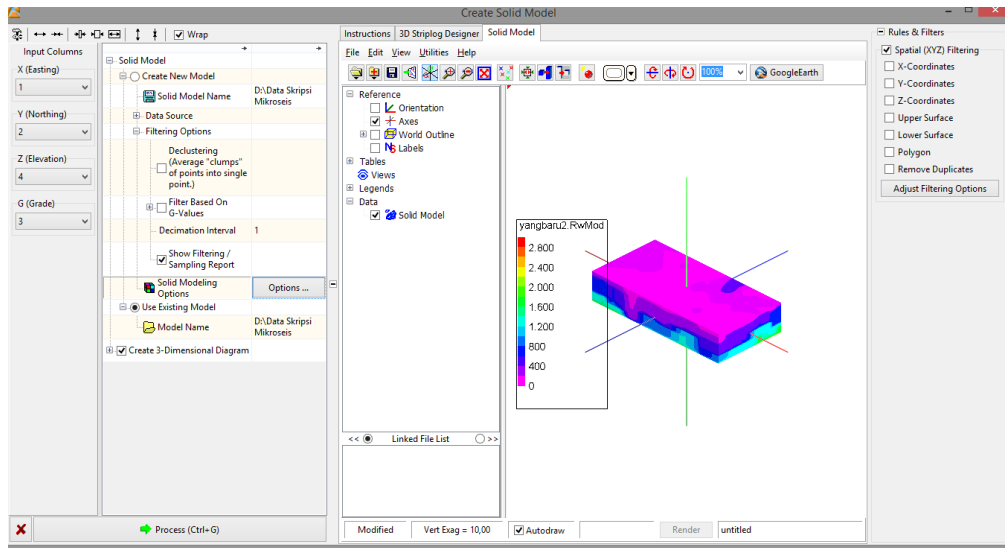 Create Solid Model
Wrap
Input Columns
X (Easting)
1
Y (Northing)
2
Z (Elevation)
4
G (Grade)
3
Solid Model
Create New Model
Solid Model Name
D:\Data Skripsi
Mikroseis
Data Source
Filtering Options
Declustering
(Average "clumps"
of points into single
point.)
Filter Based On
G-Values
Decimation Interval
1
Show Filtering /
Sampling Report
Solid Modeling
Options
Options ...
Use Existing Model
Model Name
D:\Data Skripsi
Mikroseis
Create 3-Dimensional Diagram
Process (Ctrl+G)
Instructions
3D Striplog Designer
Solid Model
File Edit View Utilities Help
100%
GoogleEarth
Reference
Orientation
Axes
World Outline
Labels
Tables
Views
Legends
Data
Solid Model
<< Linked File List >>
yangbaru2.RwMod
2.800
2.400
2.000
1.600
1.200
800
400
0
Modified
Vert Exag = 10,00
Autodraw
Render
untitled
Rules & Filters
Spatial (XYZ) Filtering
X-Coordinates
Y-Coordinates
Z-Coordinates
Upper Surface
Lower Surface
Polygon
Remove Duplicates
Adjust Filtering Options